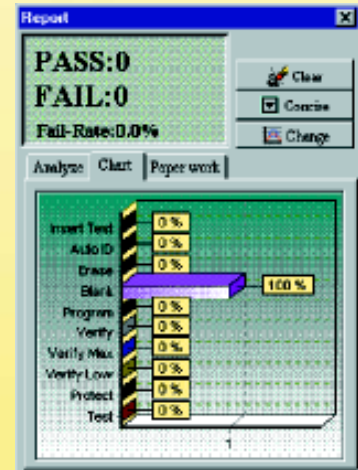 Report
PASS:0
FAIL:0
Fail-Rate:0.0%
Clear
Concise
Change
Analyze Chart Paper work
Insert Test 0 %
Auto ID 0 %
Erase 0 %
Blank 100 %
Program 0 %
Verify 0 %
Verify Max 0 %
Verify Low 0 %
Protect 0 %
Test 0 %
1